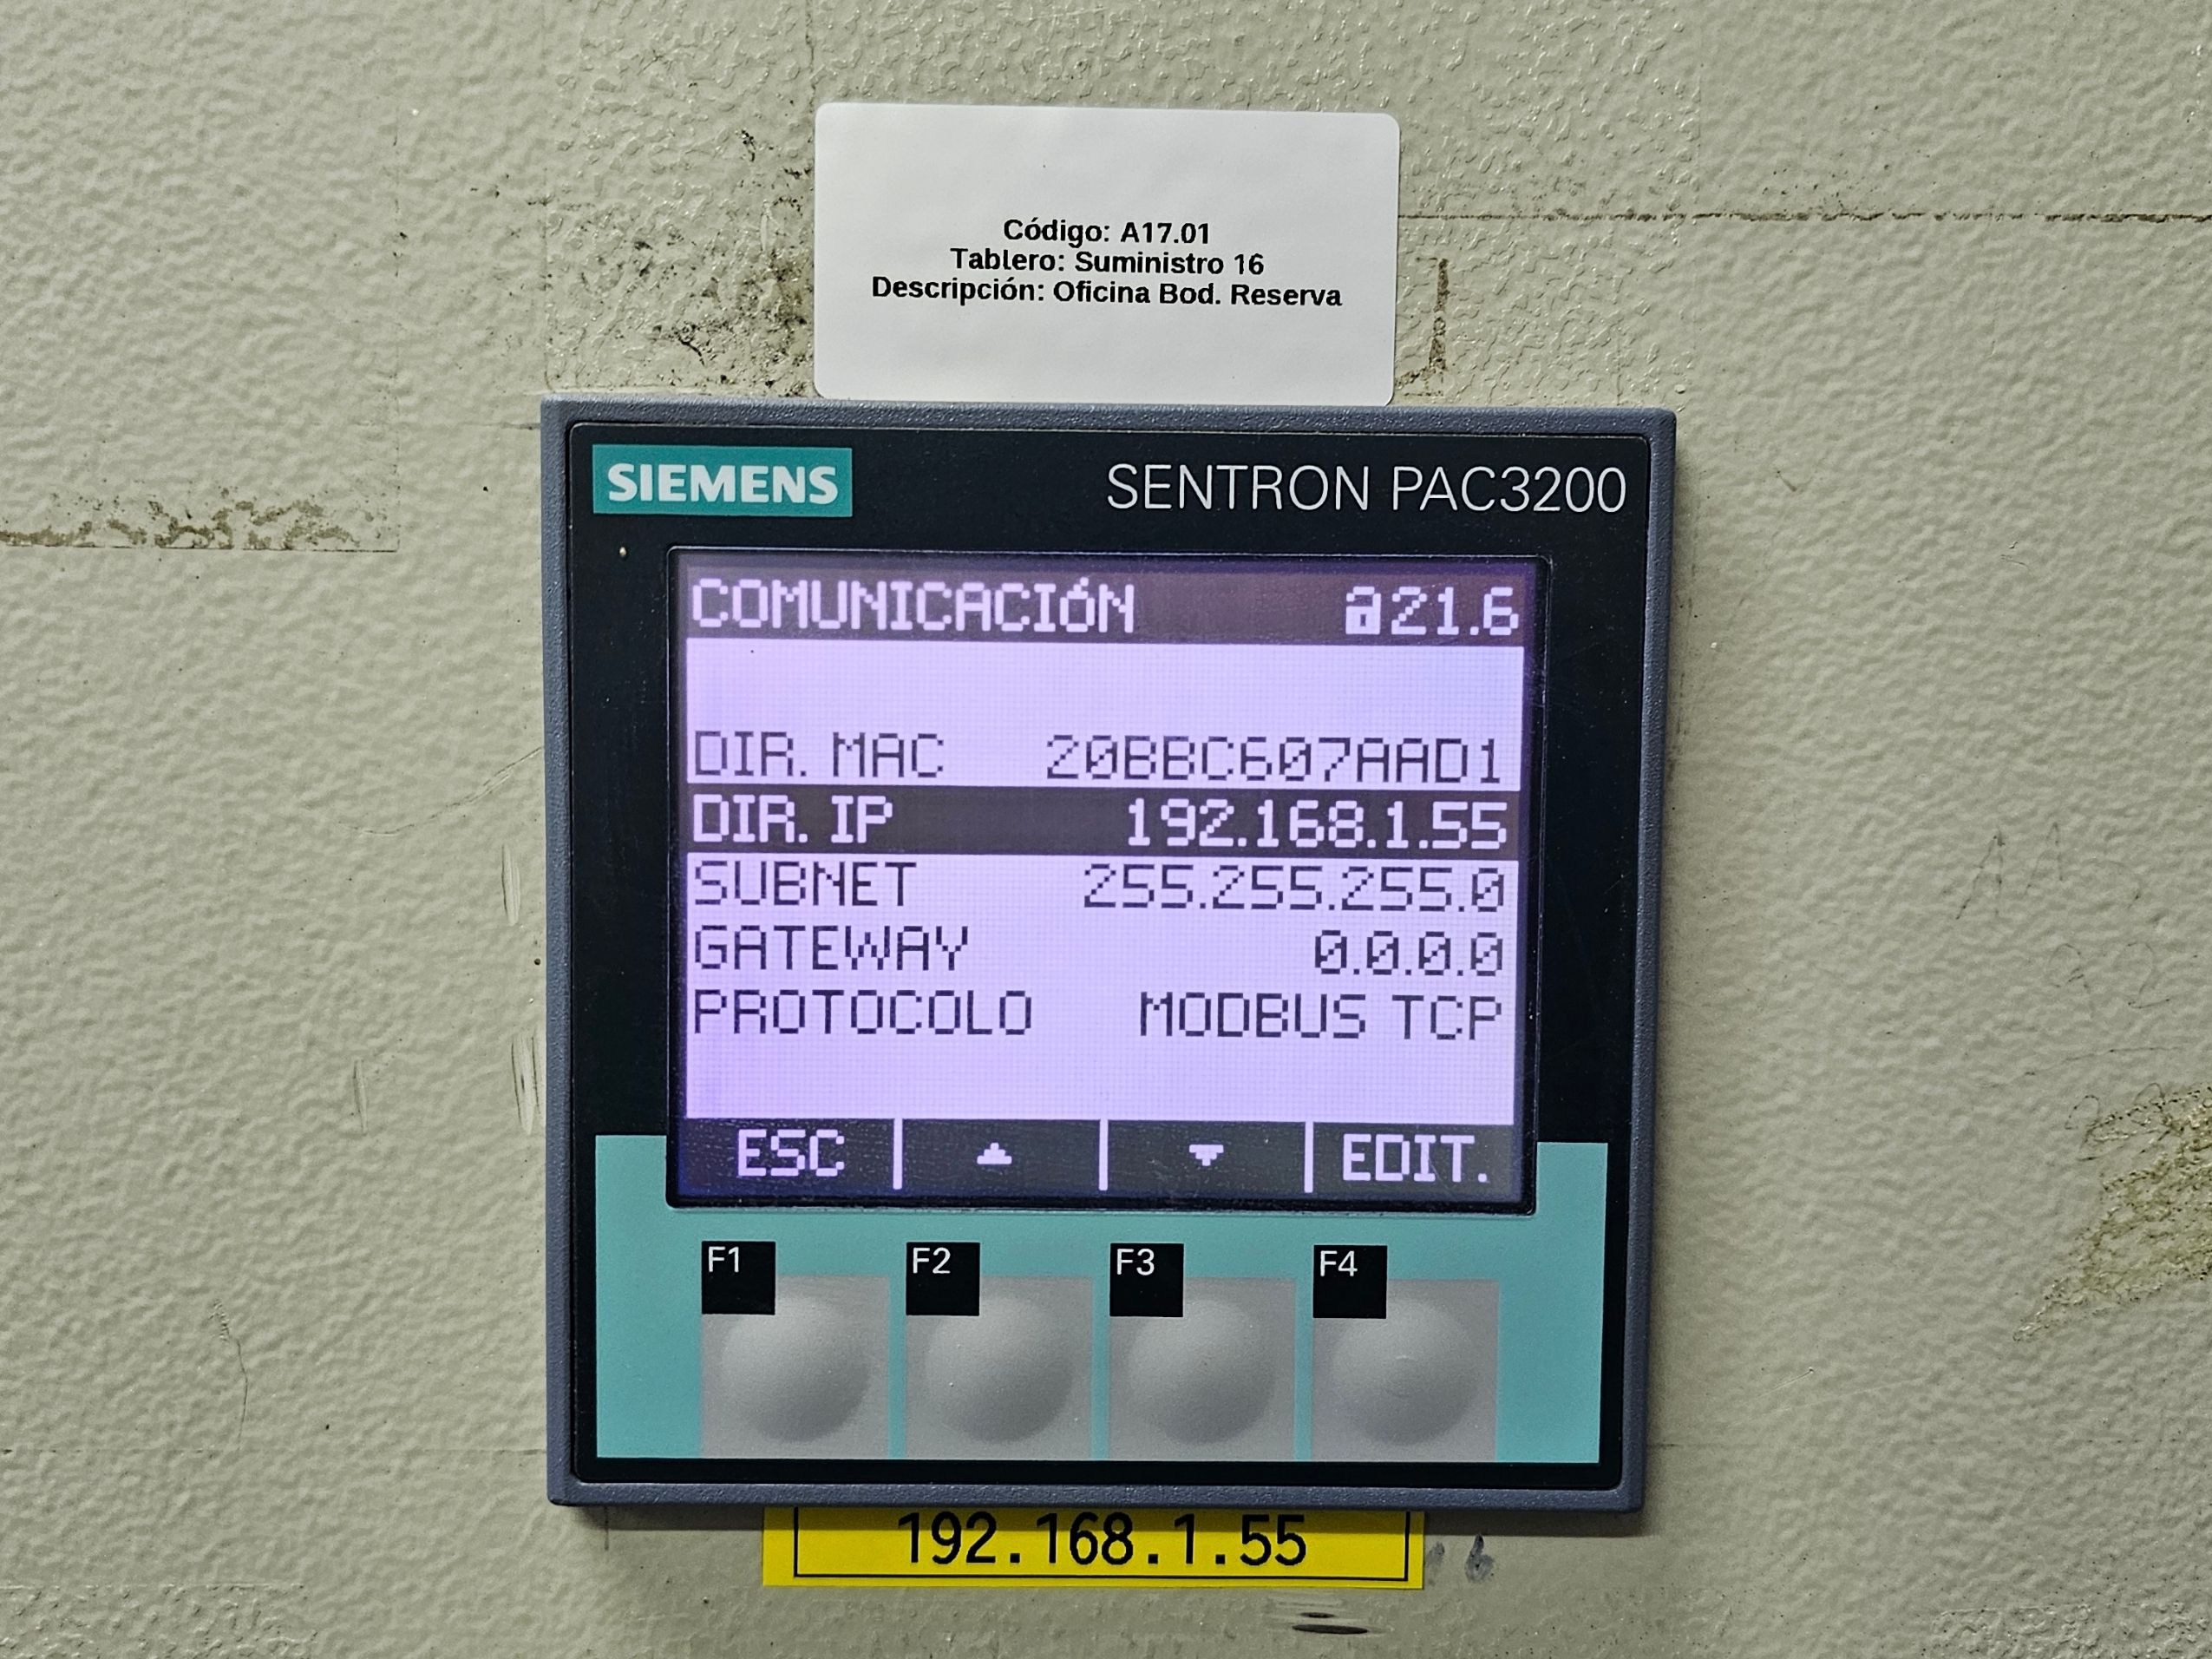 Código: A17.01
Tablero: Suministro 16
Descripción: Oficina Bod. Reserva
SIEMENS SENTRON PAC3200
COMUNICACIÓN 21.6
DIR. MAC 20BBC607AAD1
DIR. IP 192.168.1.55
SUBNET 255.255.255.0
GATEWAY 0.0.0.0
PROTOCOLO MODBUS TCP
ESC ▲ ▼ EDIT.
F1 F2 F3 F4
192.168.1.55